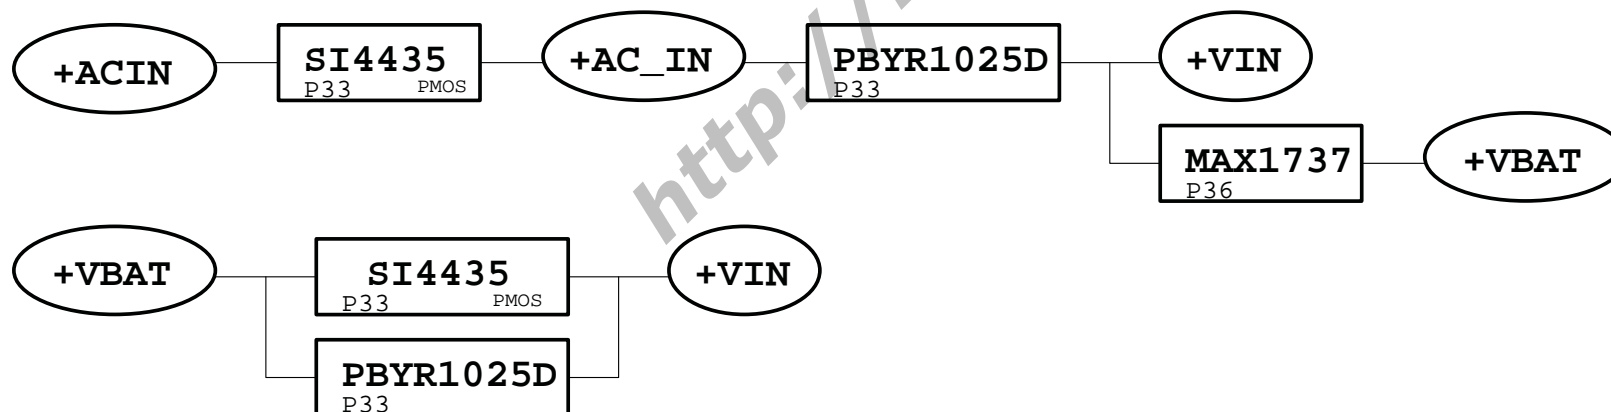 +ACIN
SI4435
P33 PMOS
+AC_IN
PBYR1025D
P33
+VIN
MAX1737
P36
+VBAT
+VBAT
SI4435
P33 PMOS
+VIN
PBYR1025D
P33
http://